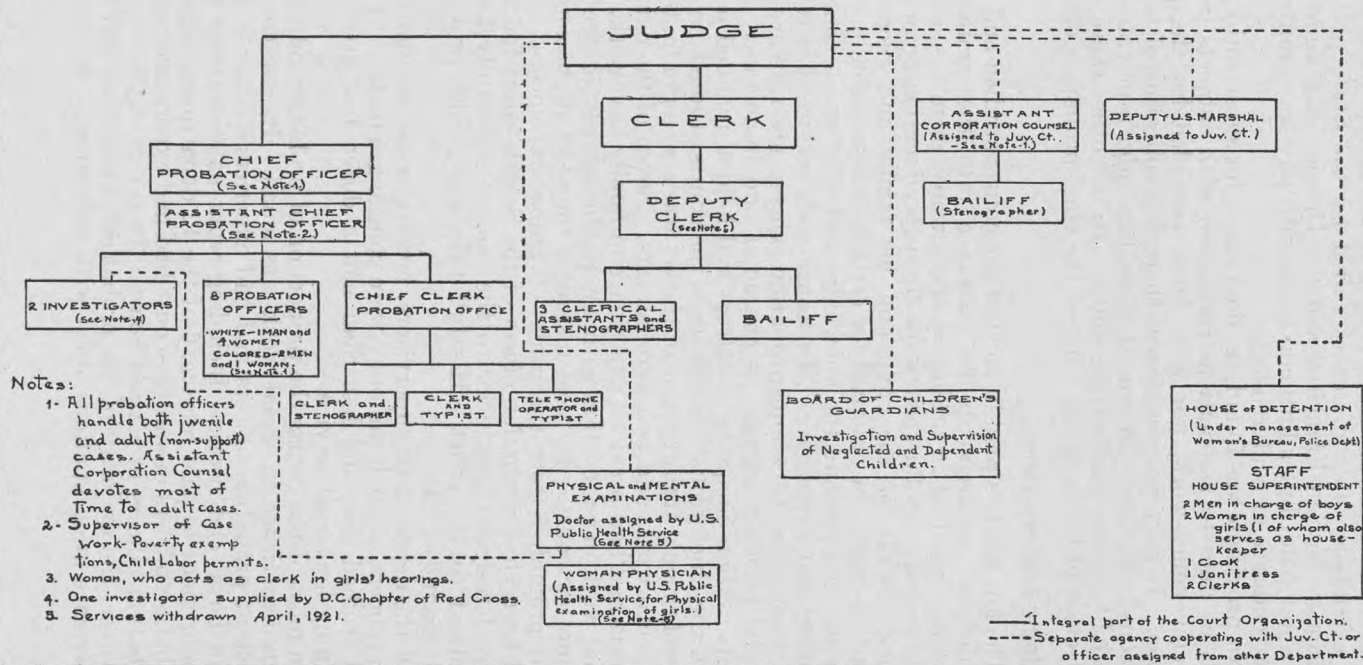 JUDGE
CLERK
ASSISTANT
CORPORATION COUNSEL
(Assigned to Juv. Ct.
-See Note-1.)
DEPUTY U.S. MARSHAL
(Assigned to Juv. Ct.)
CHIEF
PROBATION OFFICER
(See Note-1.)
ASSISTANT CHIEF
PROBATION OFFICER
(See Note-2.)
DEPUTY
CLERK
(See Note
BAILIFF
(Stenographer)
2 INVESTIGATORS
(See Note-4)
8 PROBATION
OFFICERS
WHITE-1 MAN and
4 WOMEN
COLORED-2 MEN
and 1 WOMAN.
(See Note 1)
CHIEF CLERK
PROBATION OFFICE
3 CLERICAL
ASSISTANTS and
STENOGRAPHERS
BAILIFF
CLERK and
STENOGRAPHER
CLERK
AND
TYPIST
TELEPHONE
OPERATOR and
TYPIST
BOARD OF CHILDREN'S
GUARDIANS
Investigation and Supervision
of Neglected and Dependent
Children.
HOUSE of DETENTION
(Under management of
Woman's Bureau, Police Dept)
STAFF
HOUSE SUPERINTENDENT
2 Men in charge of boys
2 Women in charge of
girls (1 of whom also
serves as house-
keeper
1 Cook
1 Janitress
2 Clerks
PHYSICAL and MENTAL
EXAMINATIONS
Doctor assigned by U.S.
Public Health Service
(See Note 5)
WOMAN PHYSICIAN
(Assigned by U.S. Public
Health Service, for Physical
examination of girls.)
(See Note-5)
Notes:
1- All probation officers
handle both juvenile
and adult (non-support)
cases. Assistant
Corporation Counsel
devotes most of
Time to adult cases.
2- Supervisor of Case
Work-Poverty exemp
tions, Child Labor permits.
3. Woman, who acts as clerk in girls' hearings.
4. One investigator supplied by D.C. Chapter of Red Cross.
5. Services withdrawn April, 1921.
Integral part of the Court Organization.
Separate agency cooperating with Juv. Ct. or
officer assigned from other Department.